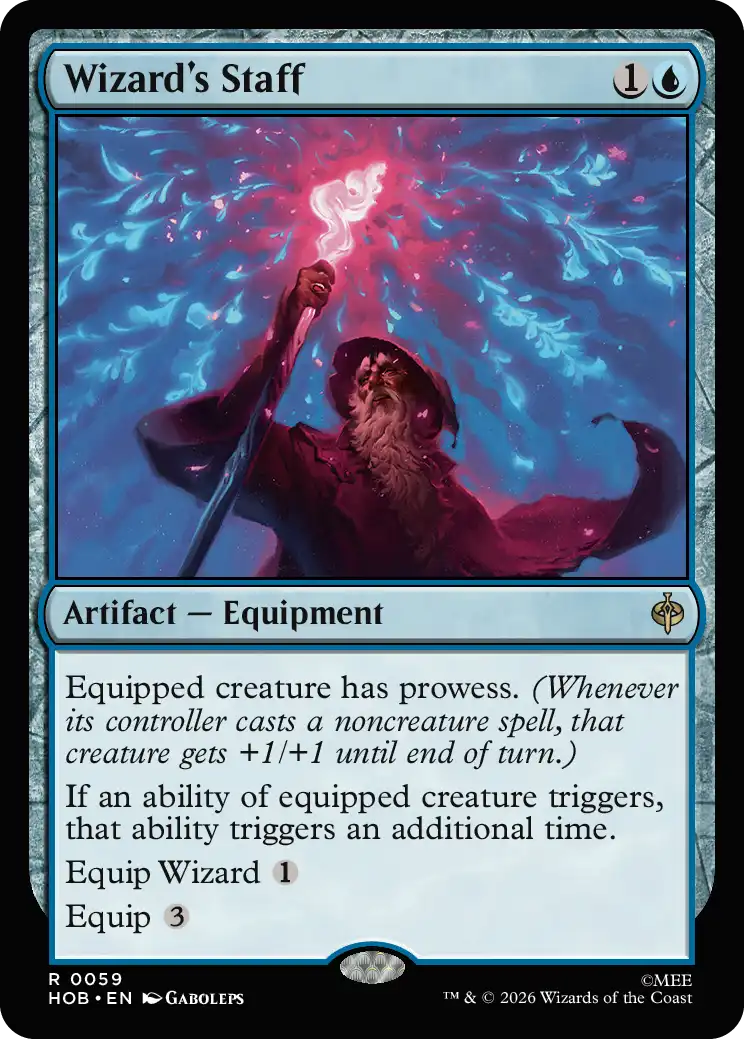 Wizard's Staff 1
Artifact — Equipment
Equipped creature has prowess. (Whenever
its controller casts a noncreature spell, that
creature gets +1/+1 until end of turn.)
If an ability of equipped creature triggers,
that ability triggers an additional time.
Equip Wizard 1
Equip 3
R 0059
HOB • EN GABOLEPS
©MEE
™ & © 2026 Wizards of the Coast